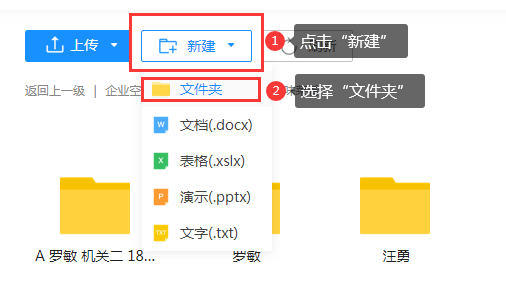 上传
新建
1 点击“新建”
返回上一级 | 企业空
文件夹
2 选择“文件夹”
W 文档(.docx)
X 表格(.xslx)
P 演示(.pptx)
TXT 文字(.txt)
A 罗敏 机关二 18...
罗敏
汪勇